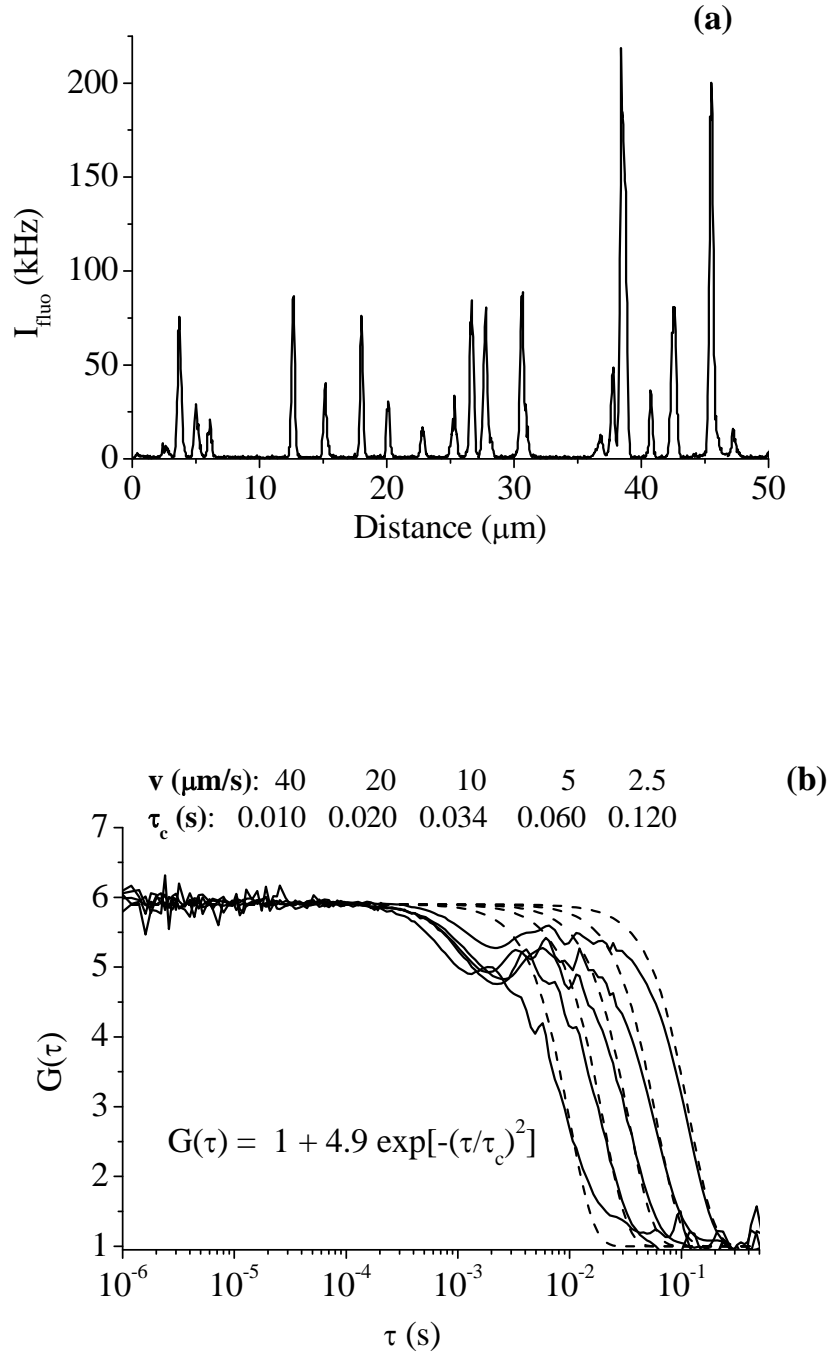 (a)
200
150
100
50
0
I_fluo (kHz)
0 10 20 30 40 50
Distance (μm)
(b)
v (μm/s): 40 20 10 5 2.5
τ_c (s): 0.010 0.020 0.034 0.060 0.120
7
6
5
4
3
2
1
G(τ)
G(τ) = 1 + 4.9 exp[-(τ/τ_c)^2]
10^-6 10^-5 10^-4 10^-3 10^-2 10^-1
τ (s)